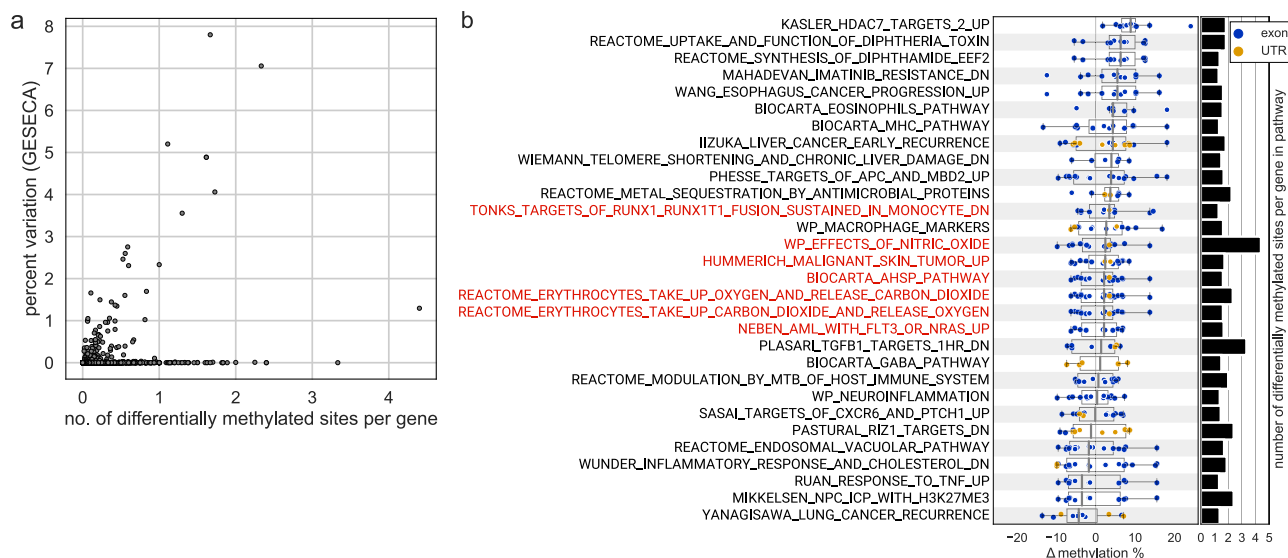 a
percent variation (GESECA)
8
7
6
5
4
3
2
1
0
0 1 2 3 4
no. of differentially methylated sites per gene
b
KASLER_HDAC7_TARGETS_2_UP
REACTOME_UPTAKE_AND_FUNCTION_OF_DIPHTHERIA_TOXIN
REACTOME_SYNTHESIS_OF_DIPHTHAMIDE_EEF2
MAHADEVAN_IMATINIB_RESISTANCE_DN
WANG_ESOPHAGUS_CANCER_PROGRESSION_UP
BIOCARTA_EOSINOPHILS_PATHWAY
BIOCARTA_MHC_PATHWAY
IIZUKA_LIVER_CANCER_EARLY_RECURRENCE
WIEMANN_TELOMERE_SHORTENING_AND_CHRONIC_LIVER_DAMAGE_DN
PHESSE_TARGETS_OF_APC_AND_MBD2_UP
REACTOME_METAL_SEQUESTRATION_BY_ANTIMICROBIAL_PROTEINS
TONKS_TARGETS_OF_RUNX1_RUNX1T1_FUSION_SUSTAINED_IN_MONOCYTE_DN
WP_MACROPHAGE_MARKERS
WP_EFFECTS_OF_NITRIC_OXIDE
HUMMERICH_MALIGNANT_SKIN_TUMOR_UP
BIOCARTA_AHSP_PATHWAY
REACTOME_ERYTHROCYTES_TAKE_UP_OXYGEN_AND_RELEASE_CARBON_DIOXIDE
REACTOME_ERYTHROCYTES_TAKE_UP_CARBON_DIOXIDE_AND_RELEASE_OXYGEN
NEBEN_AML_WITH_FLT3_OR_NRAS_UP
PLASARI_TGFB1_TARGETS_1HR_DN
BIOCARTA_GABA_PATHWAY
REACTOME_MODULATION_BY_MTB_OF_HOST_IMMUNE_SYSTEM
WP_NEUROINFLAMMATION
SASAI_TARGETS_OF_CXCR6_AND_PTCH1_UP
PASTURAL_RIZ1_TARGETS_DN
REACTOME_ENDOSOMAL_VACUOLAR_PATHWAY
WUNDER_INFLAMMATORY_RESPONSE_AND_CHOLESTEROL_DN
RUAN_RESPONSE_TO_TNF_UP
MIKKELSEN_NPC_ICP_WITH_H3K27ME3
YANAGISAWA_LUNG_CANCER_RECURRENCE
−20 −10 0 10 20
Δ methylation %
exon
UTR
0 1 2 3 4 5
number of differentially methylated sites per gene in pathway